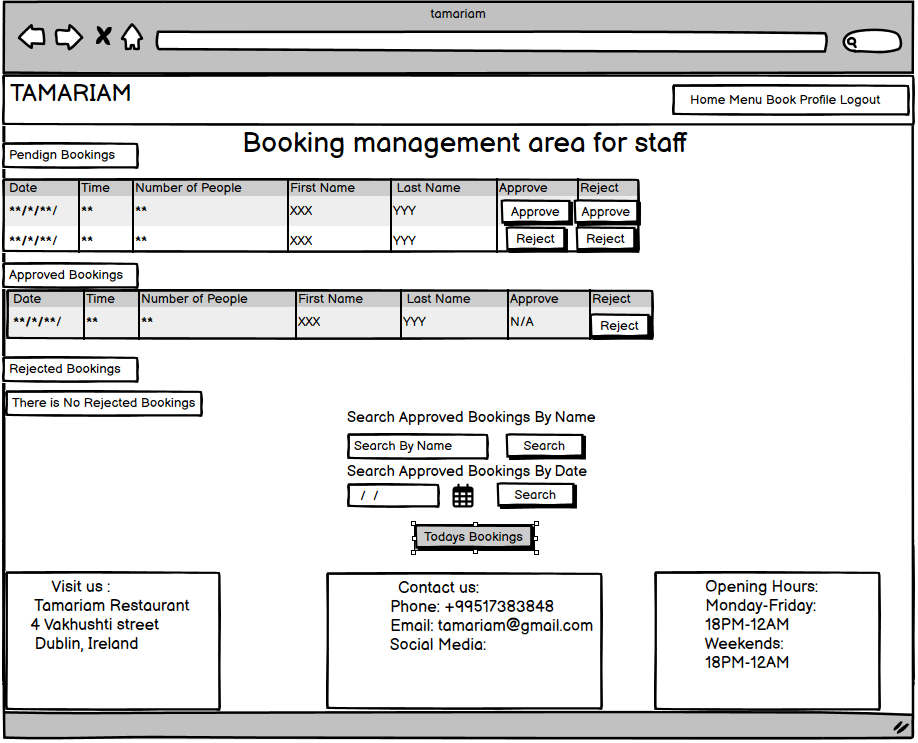 tamariam
TAMARIAM
Home Menu Book Profile Logout
Booking management area for staff
Pendign Bookings
Date Time Number of People First Name Last Name Approve Reject
**/*/**/ ** ** XXX YYY Approve Approve
**/*/**/ ** ** XXX YYY Reject Reject
Approved Bookings
Date Time Number of People First Name Last Name Approve Reject
**/*/**/ ** ** XXX YYY N/A Reject
Rejected Bookings
There is No Rejected Bookings
Search Approved Bookings By Name
Search By Name Search
Search Approved Bookings By Date
/ / Search
Todays Bookings
Visit us :
Tamariam Restaurant
4 Vakhushti street
Dublin, Ireland
Contact us:
Phone: +99517383848
Email: tamariam@gmail.com
Social Media:
Opening Hours:
Monday-Friday:
18PM-12AM
Weekends:
18PM-12AM